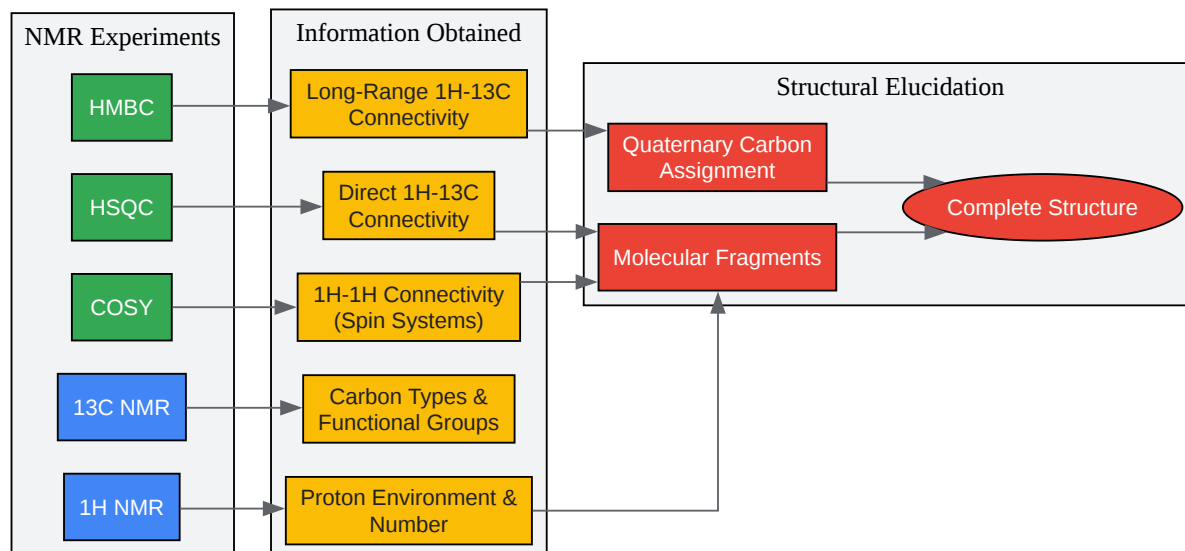 NMR Experiments
HMBC
HSQC
COSY
13C NMR
1H NMR
Information Obtained
Long-Range 1H-13C
Connectivity
Direct 1H-13C
Connectivity
1H-1H Connectivity
(Spin Systems)
Carbon Types &
Functional Groups
Proton Environment &
Number
Structural Elucidation
Quaternary Carbon
Assignment
Molecular Fragments
Complete Structure